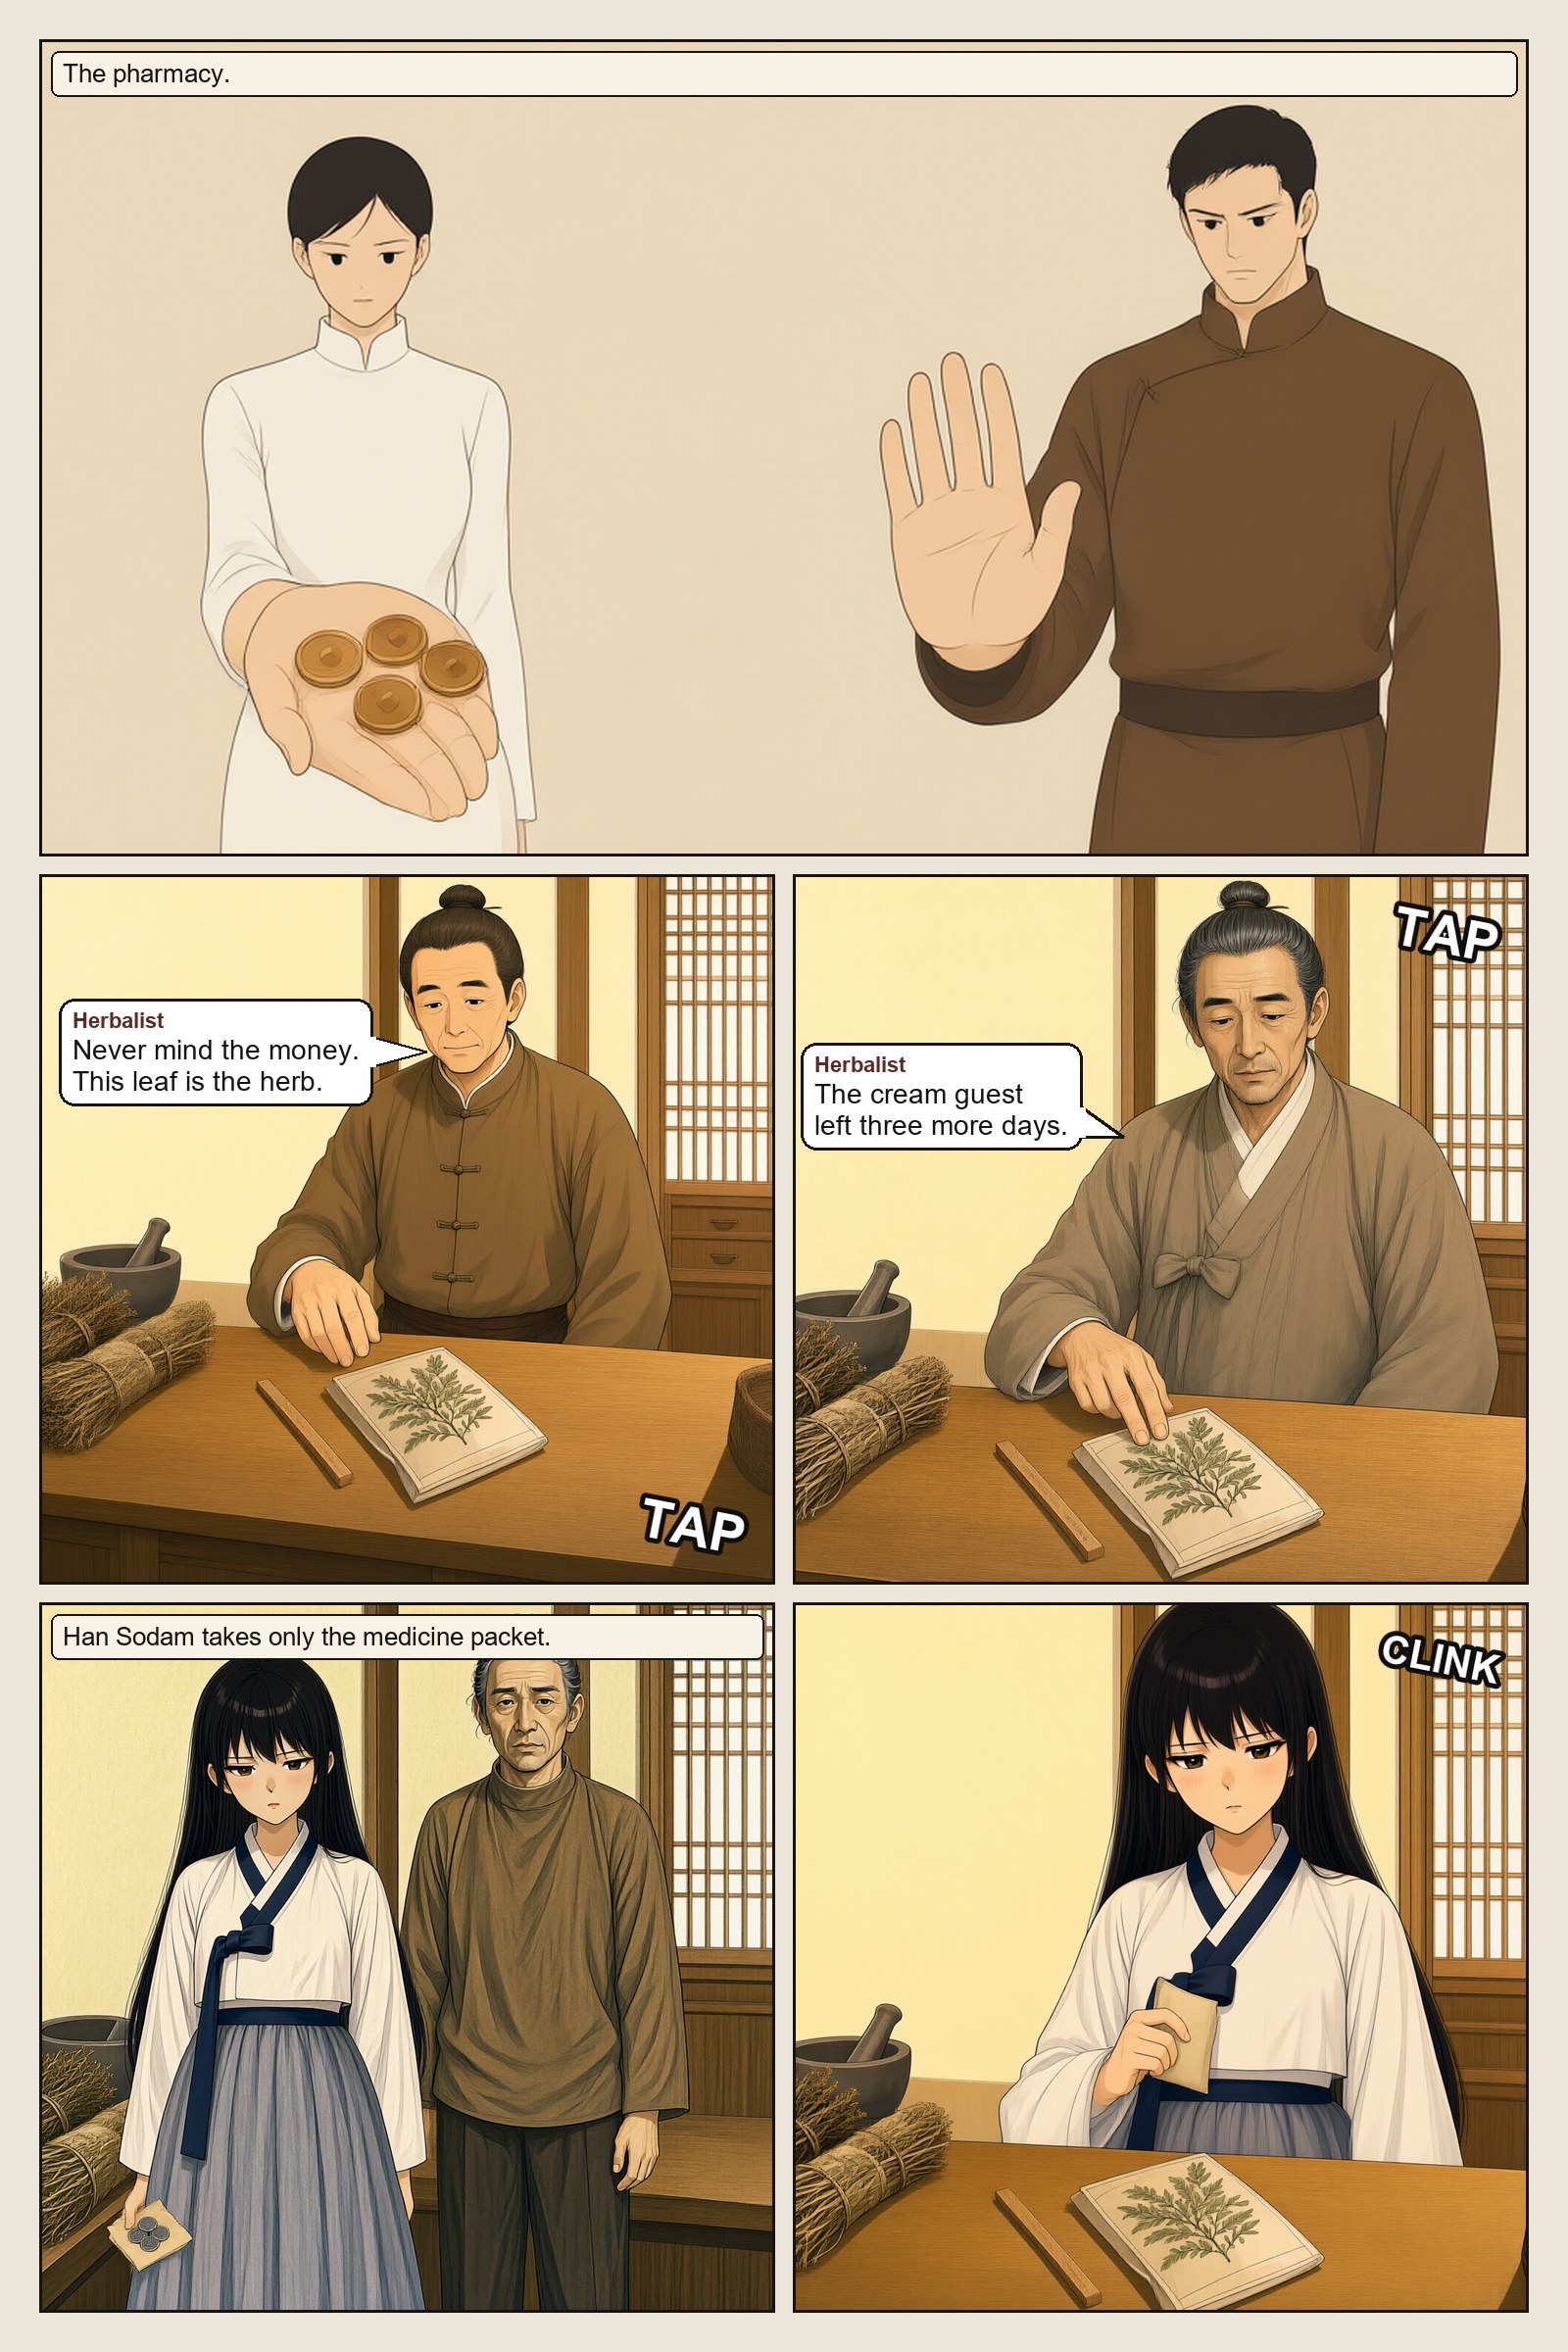 The pharmacy.
Herbalist
Never mind the money.
This leaf is the herb.
TAP
TAP
Herbalist
The cream guest
left three more days.
Han Sodam takes only the medicine packet.
CLINK